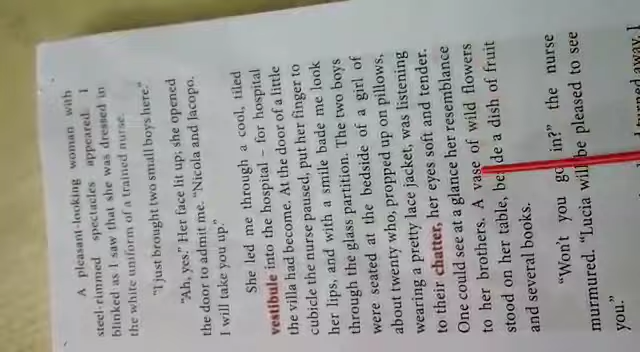 A pleasant-looking woman with
steel-rimmed spectacles appeared. I
blinked as I saw that she was dressed in
the white uniform of a trained nurse.
"I just brought two small boys here."
"Ah, yes." Her face lit up; she opened
the door to admit me. "Nicola and Jacopo.
I will take you up."
She led me through a cool, tiled
vestibule into the hospital – for hospital
the villa had become. At the door of a little
cubicle the nurse paused, put her finger to
her lips, and with a smile bade me look
through the glass partition. The two boys
were seated at the bedside of a girl of
about twenty who, propped up on pillows,
wearing a pretty lace jacket, was listening
to their chatter, her eyes soft and tender.
One could see at a glance her resemblance
to her brothers. A vase of wild flowers
stood on her table, beside a dish of fruit
and several books.
"Won't you go in?" the nurse
murmured. "Lucia will be pleased to see
you."